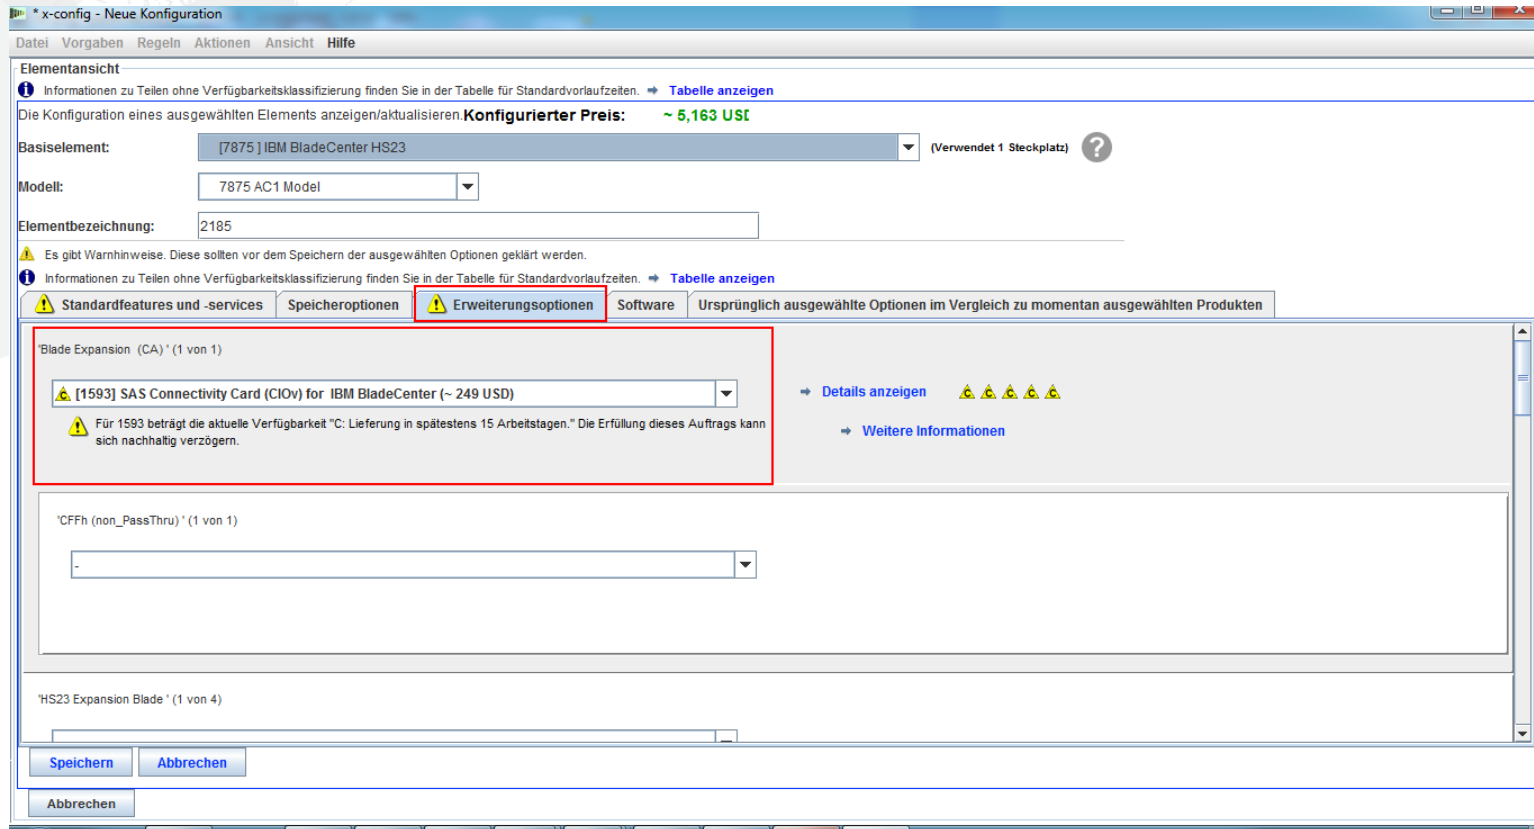 * x-config - Neue Konfiguration
Datei Vorgaben Regeln Aktionen Ansicht Hilfe
Elementansicht
Informationen zu Teilen ohne Verfügbarkeitsklassifizierung finden Sie in der Tabelle für Standardvorlaufzeiten. Tabelle anzeigen
Die Konfiguration eines ausgewählten Elements anzeigen/aktualisieren. Konfigurierter Preis: ~ 5,163 USD
Basiselement: [7875 ] IBM BladeCenter HS23 (Verwendet 1 Steckplatz) ?
Modell: 7875 AC1 Model
Elementbezeichnung: 2185
Es gibt Warnhinweise. Diese sollten vor dem Speichern der ausgewählten Optionen geklärt werden.
Informationen zu Teilen ohne Verfügbarkeitsklassifizierung finden Sie in der Tabelle für Standardvorlaufzeiten. Tabelle anzeigen
Standardfeatures und -services Speicheroptionen Erweiterungsoptionen Software Ursprünglich ausgewählte Optionen im Vergleich zu momentan ausgewählten Produkten
'Blade Expansion (CA) ' (1 von 1)
C [1593] SAS Connectivity Card (CIOv) for IBM BladeCenter (~ 249 USD) Details anzeigen C C C C C
Für 1593 beträgt die aktuelle Verfügbarkeit "C: Lieferung in spätestens 15 Arbeitstagen." Die Erfüllung dieses Auftrags kann
sich nachhaltig verzögern.
Weitere Informationen
'CFFh (non_PassThru) ' (1 von 1)
-
'HS23 Expansion Blade ' (1 von 4)
Speichern Abbrechen
Abbrechen